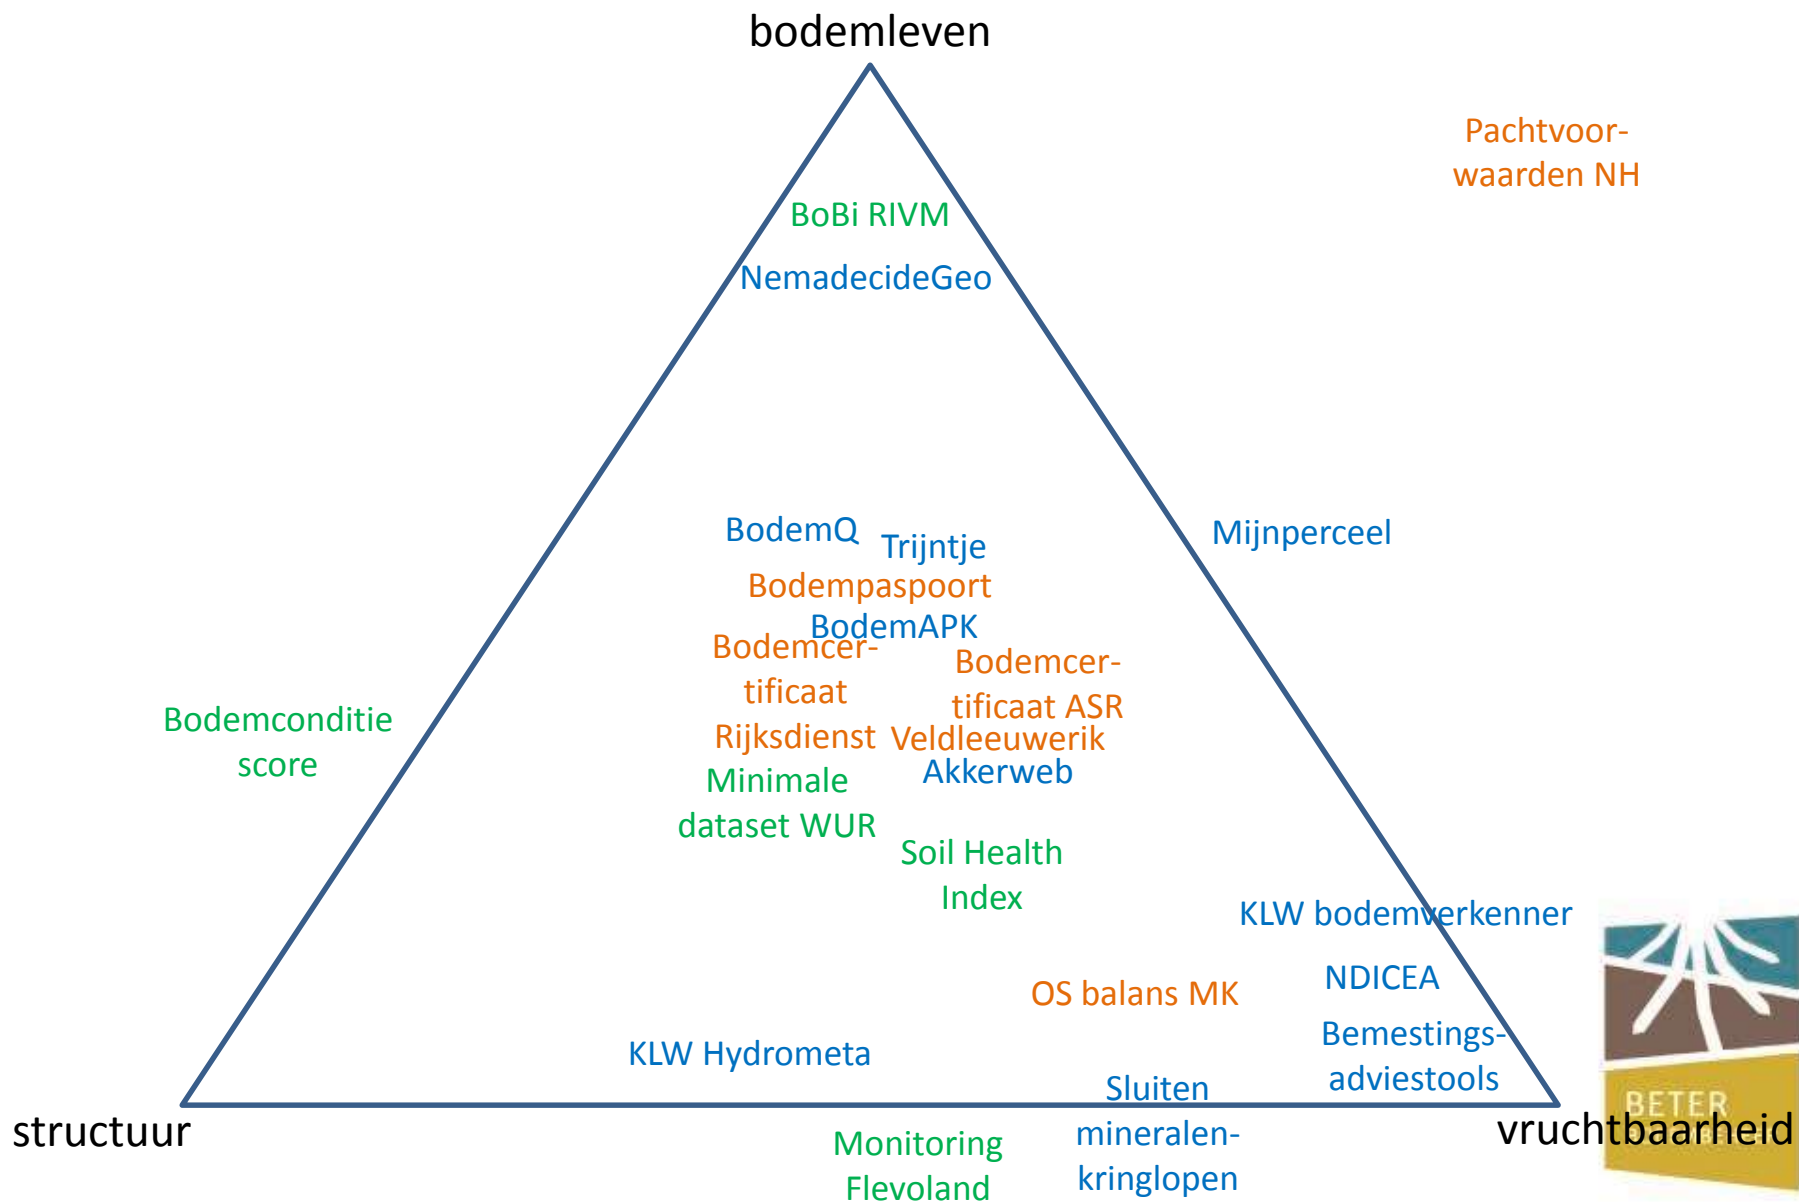 bodemleven
Pachtvoor-
waarden NH
BoBi RIVM
NemadecideGeo
BodemQ
Trijntje
Mijnperceel
Bodempaspoort
BodemAPK
Bodemcer-
tificaat
Rijksdienst
Bodemcer-
tificaat ASR
Veldleeuwerik
Akkerweb
Bodemconditie
score
Minimale
dataset WUR
Soil Health
Index
KLW bodemverkenner
NDICEA
OS balans MK
Bemestings-
adviestools
KLW Hydrometa
Sluiten
mineralen-
kringlopen
structuur
Monitoring
Flevoland
BETER
vruchtbaarheid